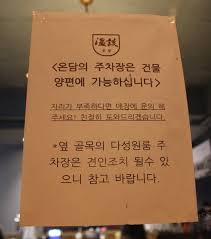 온담
<온담의 주차장은 건물
양편에 가능하십니다>
자리가 부족하다면 매장에 문의 해
주세요! 친절히 도와드리겠습니다.
*옆 골목의 다성원룸 주
차장은 견인조치 될수 있
으니 참고 바랍니다.